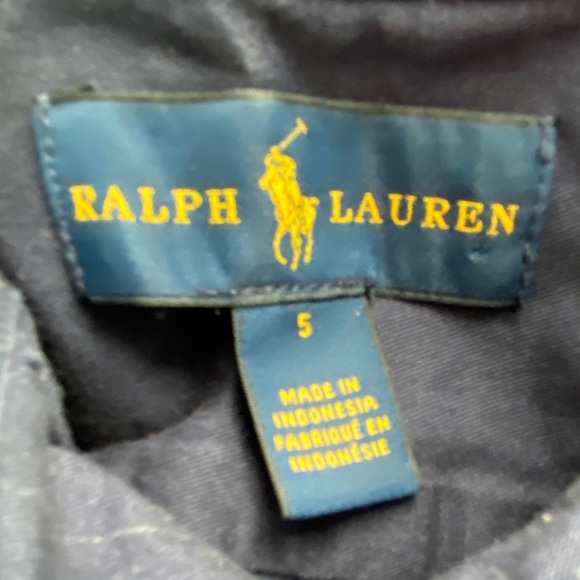 RALPH LAUREN
5
MADE IN
INDONESIA
FABRIQUÉ EN
INDONÉSIE